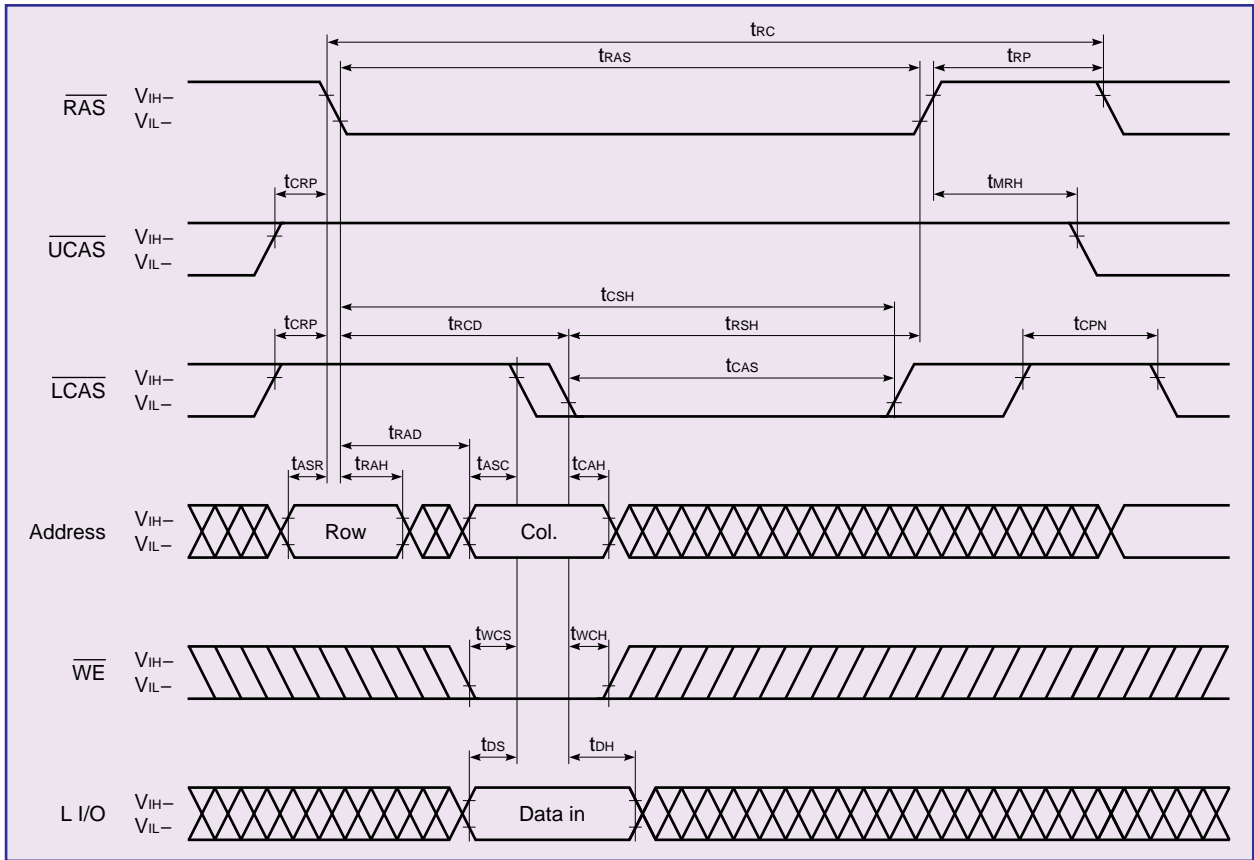 tRC
tRAS
tRP
RAS
VIH–
VIL–
tCRP
tMRH
UCAS
VIH–
VIL–
tCSH
tCRP
tRCD
tRSH
tCPN
LCAS
VIH–
VIL–
tCAS
tRAD
tASR
tRAH
tASC
tCAH
Address
VIH–
VIL–
Row
Col.
tWCS
tWCH
WE
VIH–
VIL–
tDS
tDH
L I/O
VIH–
VIL–
Data in